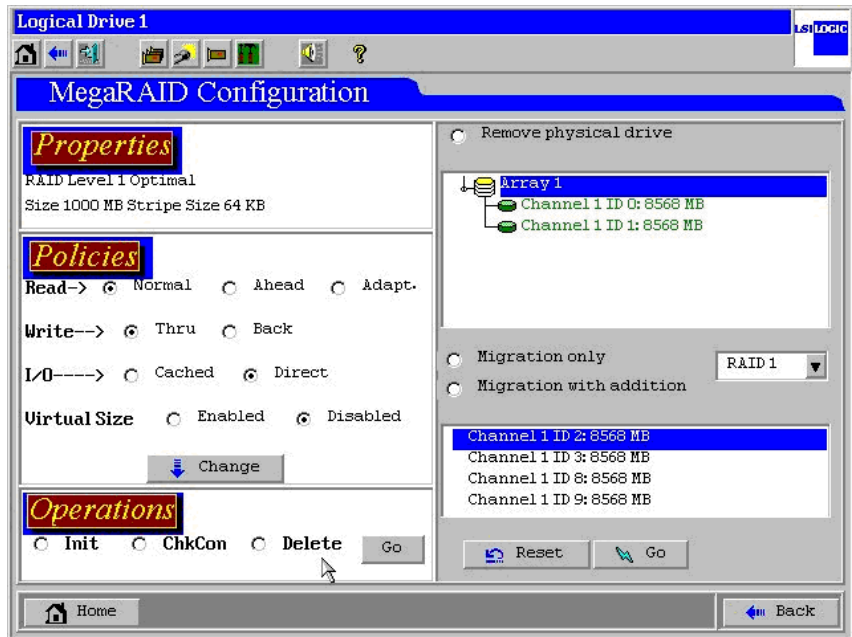 Logical Drive 1
LSI LOGIC
?
MegaRAID Configuration
Properties
RAID Level 1 Optimal
Size 1000 MB Stripe Size 64 KB
Policies
Read-> Normal Ahead Adapt.
Write--> Thru Back
I/O----> Cached Direct
Virtual Size Enabled Disabled
Change
Operations
Init ChkCon Delete Go
Remove physical drive
Array 1
Channel 1 ID 0: 8568 MB
Channel 1 ID 1: 8568 MB
Migration only
RAID 1
Migration with addition
Channel 1 ID 2: 8568 MB
Channel 1 ID 3: 8568 MB
Channel 1 ID 8: 8568 MB
Channel 1 ID 9: 8568 MB
Reset Go
Home Back